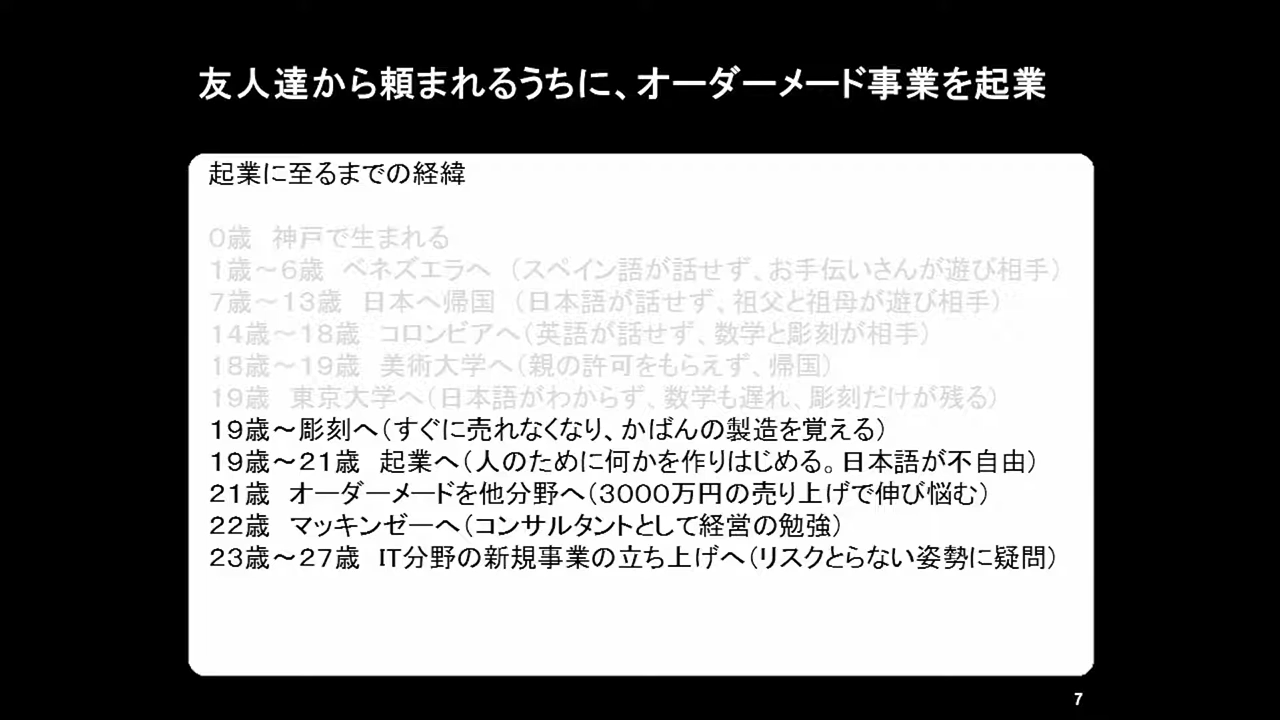 友人達から頼まれるうちに、オーダーメード事業を起業
起業に至るまでの経緯
0歳　神戸で生まれる
1歳～6歳　ベネズエラへ　（スペイン語が話せず、お手伝いさんが遊び相手）
7歳～13歳　日本へ帰国　（日本語が話せず、祖父と祖母が遊び相手）
14歳～18歳　コロンビアへ（英語が話せず、数学と彫刻が相手）
18歳～19歳　美術大学へ（親の許可をもらえず、帰国）
19歳　東京大学へ（日本語がわからず、数学も遅れ、彫刻だけが残る）
19歳～彫刻へ（すぐに売れなくなり、かばんの製造を覚える）
19歳～21歳　起業へ（人のために何かを作りはじめる。日本語が不自由）
21歳　オーダーメードを他分野へ（3000万円の売り上げで伸び悩む）
22歳　マッキンゼーへ（コンサルタントとして経営の勉強）
23歳～27歳　IT分野の新規事業の立ち上げへ（リスクとらない姿勢に疑問）
7